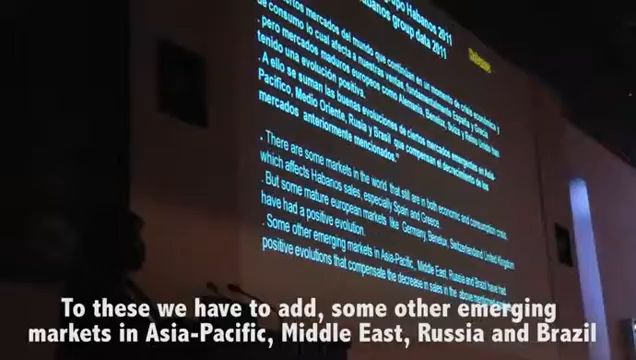 upo Habanos 2011
abanos group data 2011
ertos mercados del mundo que continúan en un momento de crisis económica y
de consumo lo cual afecta a nuestras ventas, fundamentalmente España y Grecia
- pero mercados maduros europeos como Alemania, Benelux, Suiza y Reino Unido han
tenido una evolución positiva.
. A ello se suman las buenas evoluciones de ciertos mercados emergentes en Asia-
Pacífico, Medio Oriente, Rusia y Brasil que compensan el decrecimiento de los
mercados anteriormente mencionados."
. There are some markets in the world that still are in both economic and consumption crisis,
which affects Habanos sales, especially Spain and Greece.
. But some mature european markets like Germany, Benelux, Switzerland and United Kingdom
have had a positive evolution.
. Some other emerging markets in Asia-Pacific, Middle East, Russia and Brazil have had
positive evolutions that compensate the decrease in sales in the above mentioned
To these we have to add, some other emerging
markets in Asia-Pacific, Middle East, Russia and Brazil